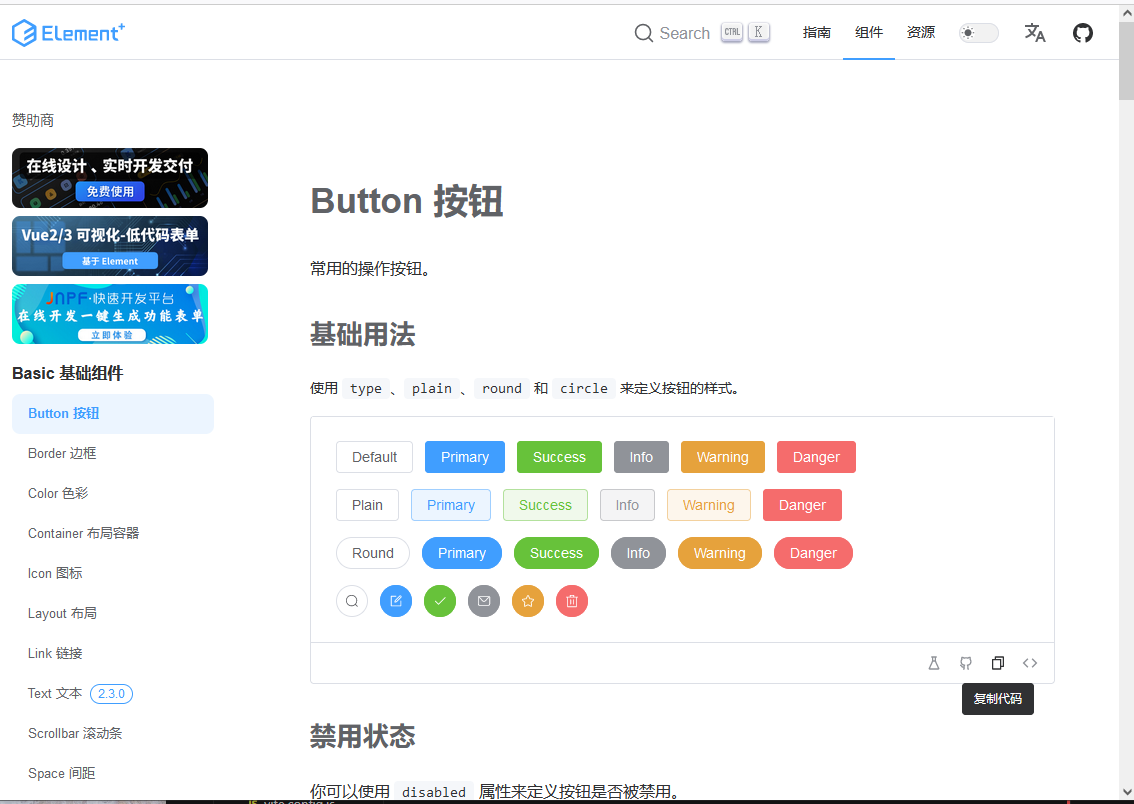 Element+
Search CTRL K 指南 组件 资源
赞助商
在线设计、实时开发交付
免费使用
Vue2/3 可视化-低代码表单
基于 Element
JNPF·快速开发平台
在线开发一键生成功能表单
立即体验
Basic 基础组件
Button 按钮
Border 边框
Color 色彩
Container 布局容器
Icon 图标
Layout 布局
Link 链接
Text 文本 2.3.0
Scrollbar 滚动条
Space 间距
Button 按钮
常用的操作按钮。
基础用法
使用 type 、 plain 、 round 和 circle 来定义按钮的样式。
Default Primary Success Info Warning Danger
Plain Primary Success Info Warning Danger
Round Primary Success Info Warning Danger
复制代码
禁用状态
你可以使用 disabled 属性来定义按钮是否被禁用。